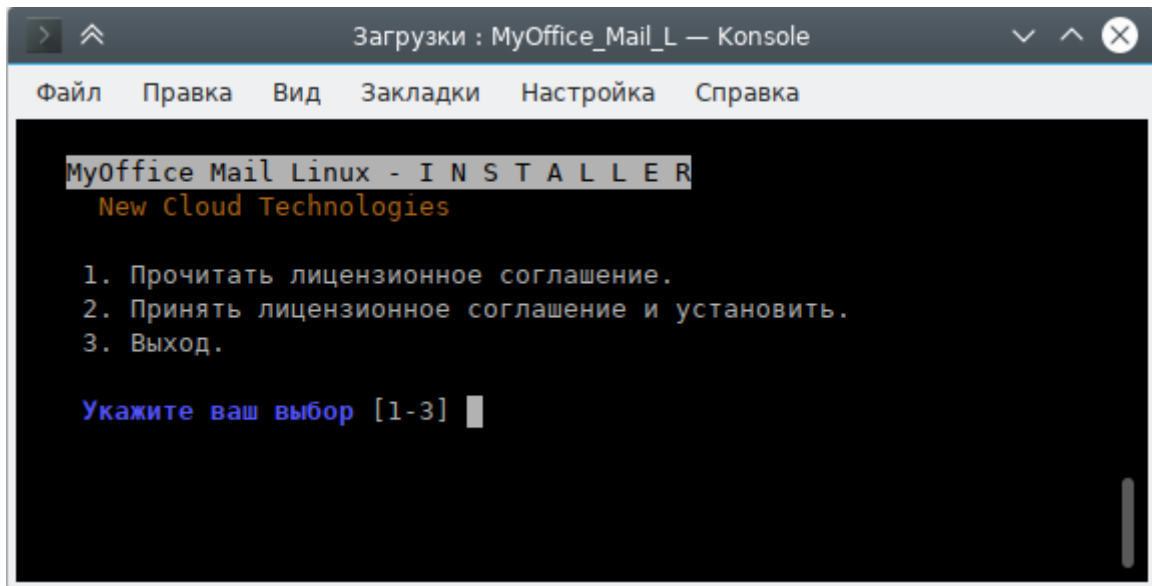 Загрузки : MyOffice_Mail_L — Konsole
Файл Правка Вид Закладки Настройка Справка
MyOffice Mail Linux - I N S T A L L E R
New Cloud Technologies
1. Прочитать лицензионное соглашение.
2. Принять лицензионное соглашение и установить.
3. Выход.
Укажите ваш выбор [1-3]